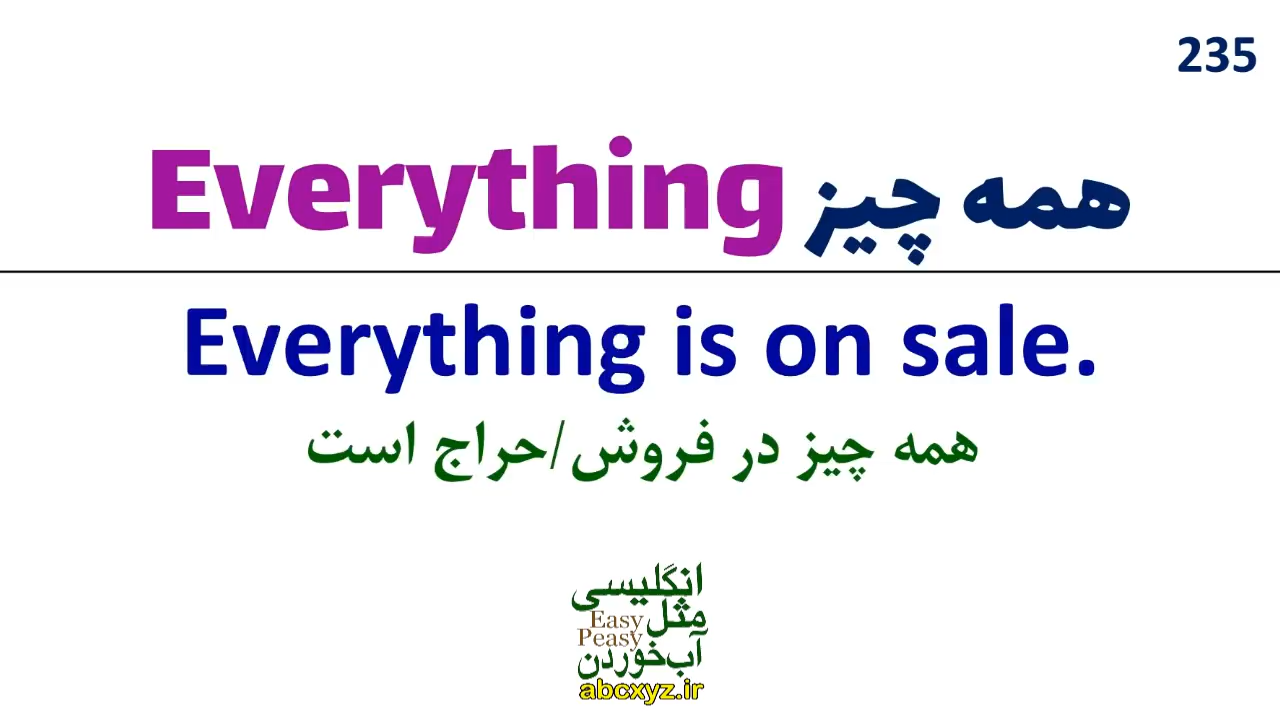 235
Everything همه چیز
Everything is on sale.
همه چیز در فروش/حراج است
انگلیسی
مثل Easy
Peasy
آب‌خوردن
abcxyz.ir